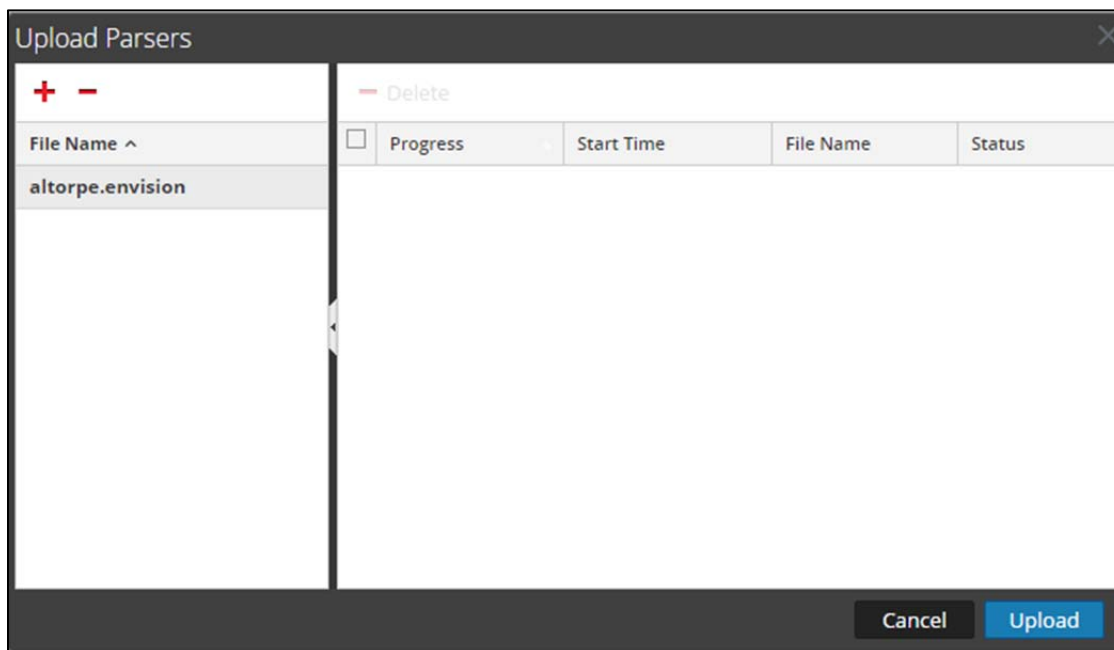 Upload Parsers
Delete
File Name
Progress Start Time File Name Status
altorpe.envision
Cancel Upload